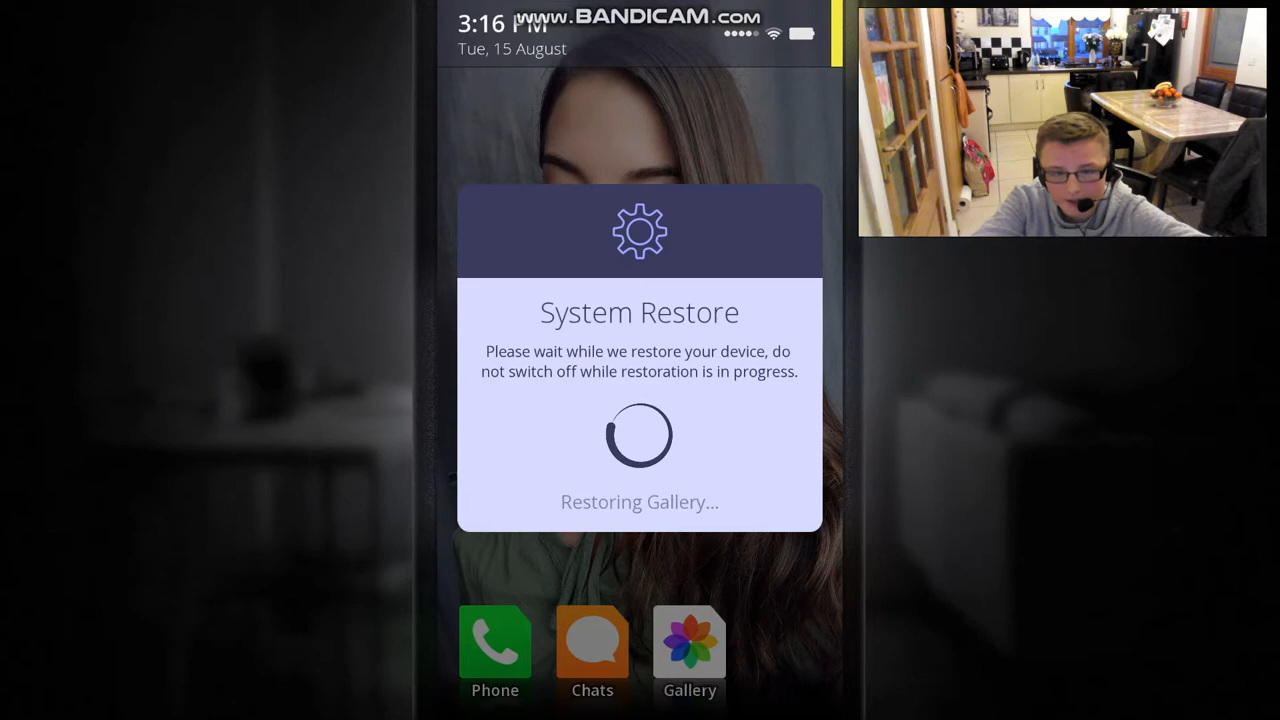 www.BANDICAM.com
3:16 PM
Tue, 15 August
System Restore
Please wait while we restore your device, do
not switch off while restoration is in progress.
Restoring Gallery...
Phone
Chats
Gallery